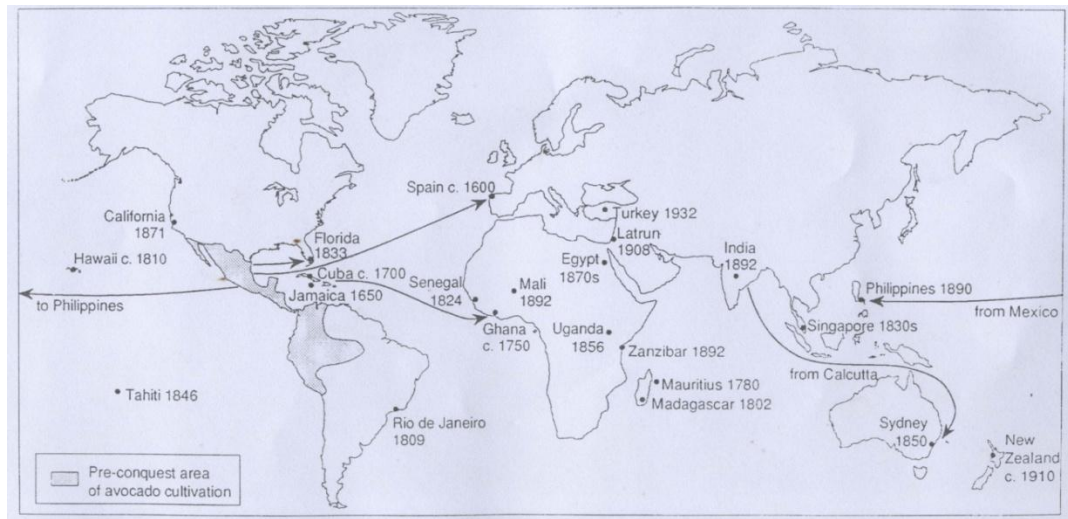 Spain c. 1600
California
1871
Hawaii c. 1810
to Philippines
Florida
1833
Cuba c. 1700
Jamaica 1650
Senegal
1824
Mali
1892
Ghana
c. 1750
Turkey 1932
Latrun
1908
Egypt
1870s
Uganda
1856
Zanzibar 1892
Mauritius 1780
Madagascar 1802
India
1892
Philippines 1890
from Mexico
Singapore 1830s
from Calcutta
Sydney
1850
New
Zealand
c. 1910
Tahiti 1846
Rio de Janeiro
1809
Pre-conquest area
of avocado cultivation